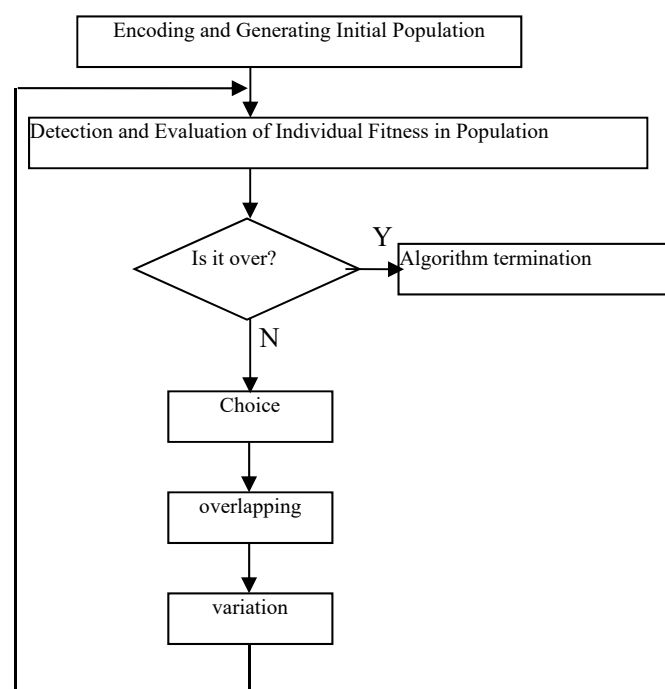 Encoding and Generating Initial Population
Detection and Evaluation of Individual Fitness in Population
Is it over?
Y
Algorithm termination
N
Choice
overlapping
variation